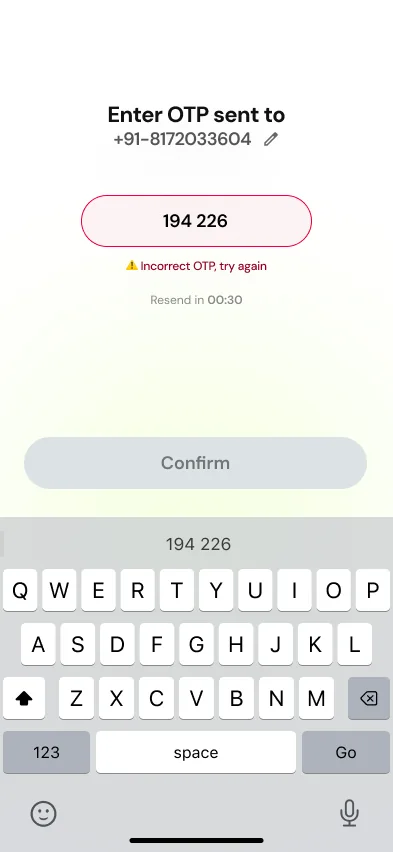 Enter OTP sent to
+91-8172033604
194 226
⚠️ Incorrect OTP, try again
Resend in 00:30
Confirm
194 226
Q W E R T Y U I O P
A S D F G H J K L
Z X C V B N M
123 space Go